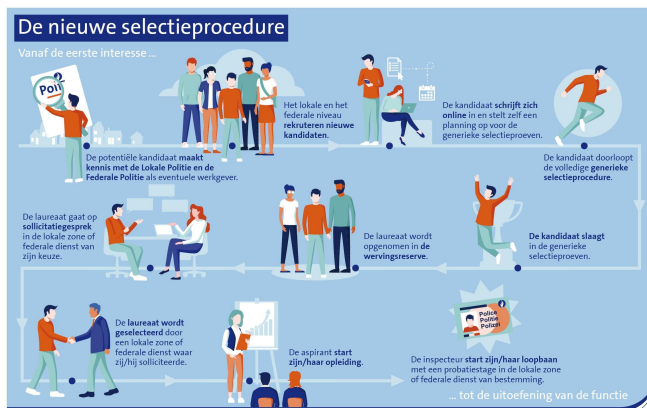 De nieuwe selectieprocedure
Vanaf de eerste interesse ...
Poli
De potentiële kandidaat maakt
kennis met de Lokale Politie en de
Federale Politie als eventuele werkgever.
Het lokale en het
federale niveau
rekruteren nieuwe
kandidaten.
De kandidaat schrijft zich
online in en stelt zelf een
planning op voor de
generieke selectieproeven.
De kandidaat doorloopt
de volledige generieke
selectieprocedure.
De kandidaat slaagt
in de generieke
selectieproeven.
De laureaat wordt
opgenomen in de
wervingsreserve.
De laureaat gaat op
sollicitatiegesprek
in de lokale zone of
federale dienst van
zijn keuze.
De laureaat wordt
geselecteerd door
een lokale zone of
federale dienst waar
zij/hij solliciteerde.
De aspirant start
zijn/haar opleiding.
Police
Politie
Polizei
De inspecteur start zijn/haar loopbaan
met een probatiestage in de lokale zone
of federale dienst van bestemming.
... tot de uitoefening van de functie